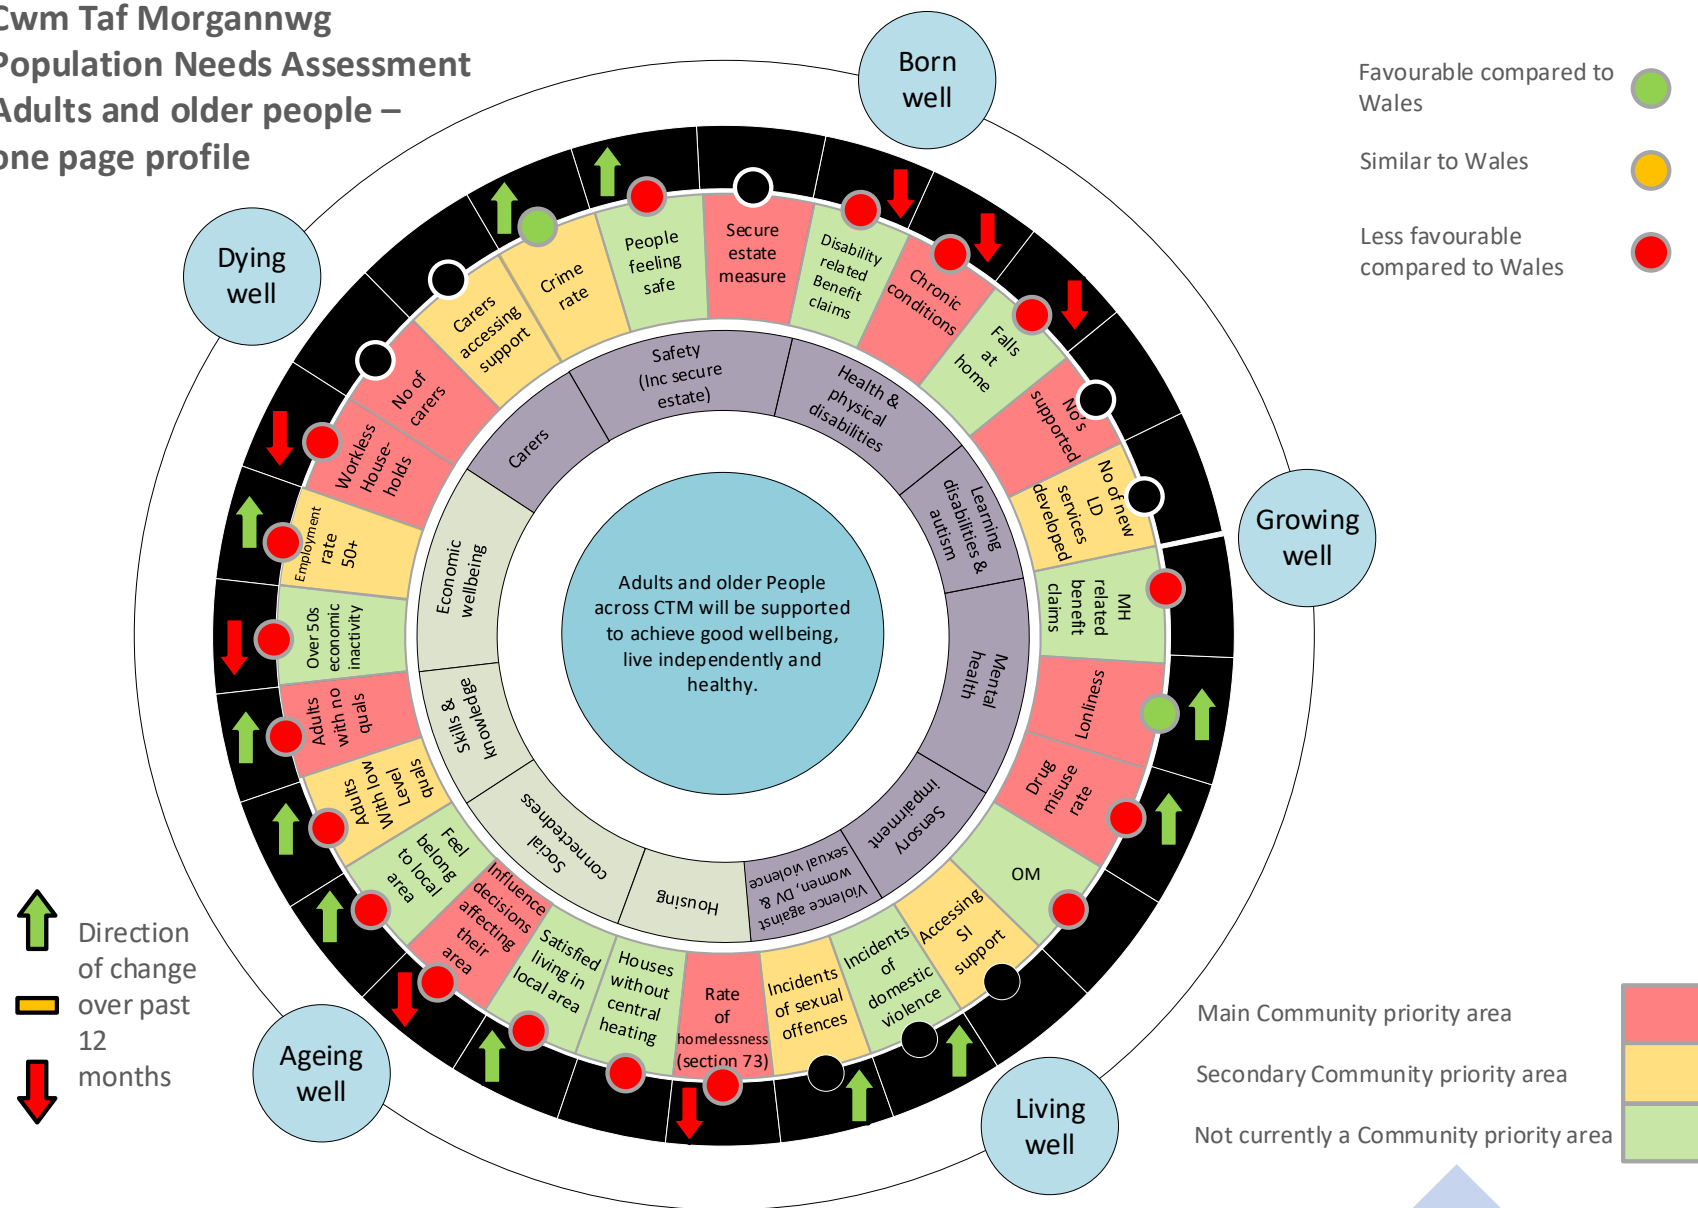 Cwm Taf Morgannwg
Population Needs Assessment
Adults and older people –
one page profile
Born
well
Growing
well
Living
well
Ageing
well
Dying
well
Favourable compared to
Wales
Similar to Wales
Less favourable
compared to Wales
Secure
estate
measure
Disability
related
Benefit
claims
Chronic
conditions
Falls
at
home
No's
supported
No of new
LD
services
developed
MH
related
benefit
claims
Lonliness
Drug
misuse
rate
OM
Accessing
SI
support
Incidents
of
domestic
violence
Incidents
of sexual
offences
Rate
of
homelessness
(section 73)
Houses
without
central
heating
Satisfied
living in
local area
Influence
decisions
affecting
their
area
Feel
belong
to local
area
Adults
With low
Level
quals
Adults
with no
quals
Over 50s
economic
inactivity
Employment
rate
50+
Workless
House-
holds
No of
carers
Carers
accessing
support
Crime
rate
People
feeling
safe
Safety
(Inc secure
estate)
Health &
physical
disabilities
Learning
disabilities &
autism
Mental
health
Sensory
impairment
Violence against
women, DV &
sexual violence
Housing
Social
connectedness
Skills &
knowledge
Economic
wellbeing
Carers
Adults and older People
across CTM will be supported
to achieve good wellbeing,
live independently and
healthy.
Direction
of change
over past
12
months
Main Community priority area
Secondary Community priority area
Not currently a Community priority area